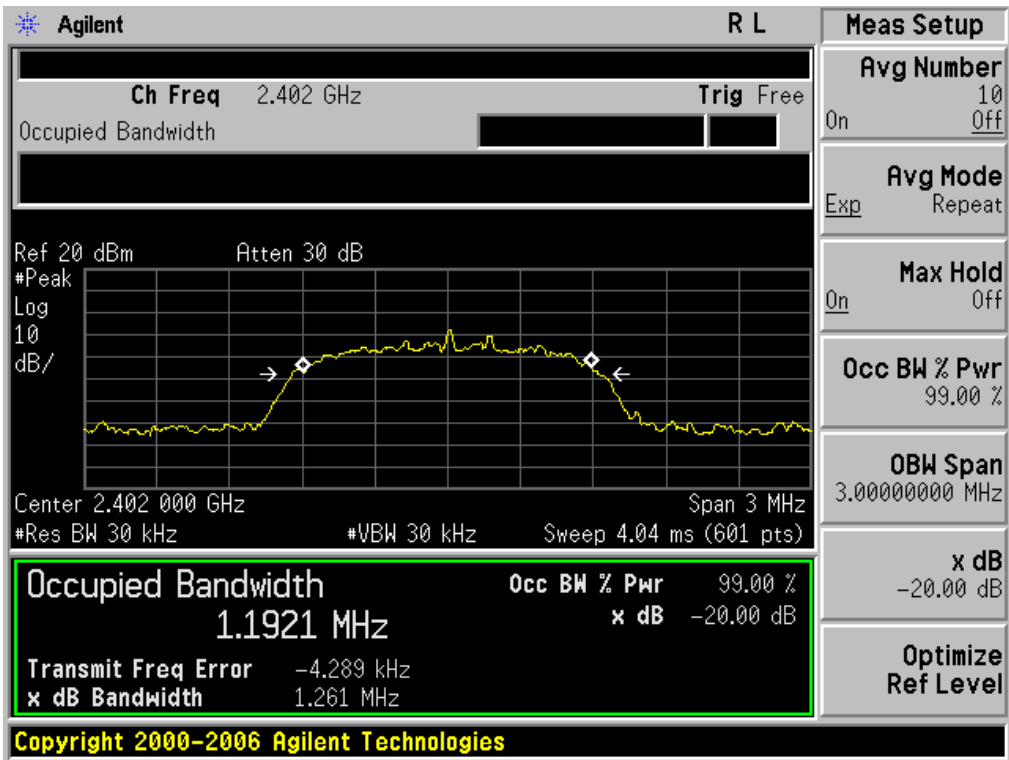 Agilent
R L
Meas Setup
Ch Freq 2.402 GHz
Trig Free
Occupied Bandwidth
Ref 20 dBm
Atten 30 dB
#Peak
Log
10
dB/
Center 2.402 000 GHz
Span 3 MHz
#Res BW 30 kHz
#VBW 30 kHz
Sweep 4.04 ms (601 pts)
Occupied Bandwidth
1.1921 MHz
Occ BW % Pwr 99.00 %
x dB -20.00 dB
Transmit Freq Error -4.289 kHz
x dB Bandwidth 1.261 MHz
Avg Number
10
On Off
Avg Mode
Exp Repeat
Max Hold
On Off
Occ BW % Pwr
99.00 %
OBW Span
3.00000000 MHz
x dB
-20.00 dB
Optimize
Ref Level
Copyright 2000-2006 Agilent Technologies